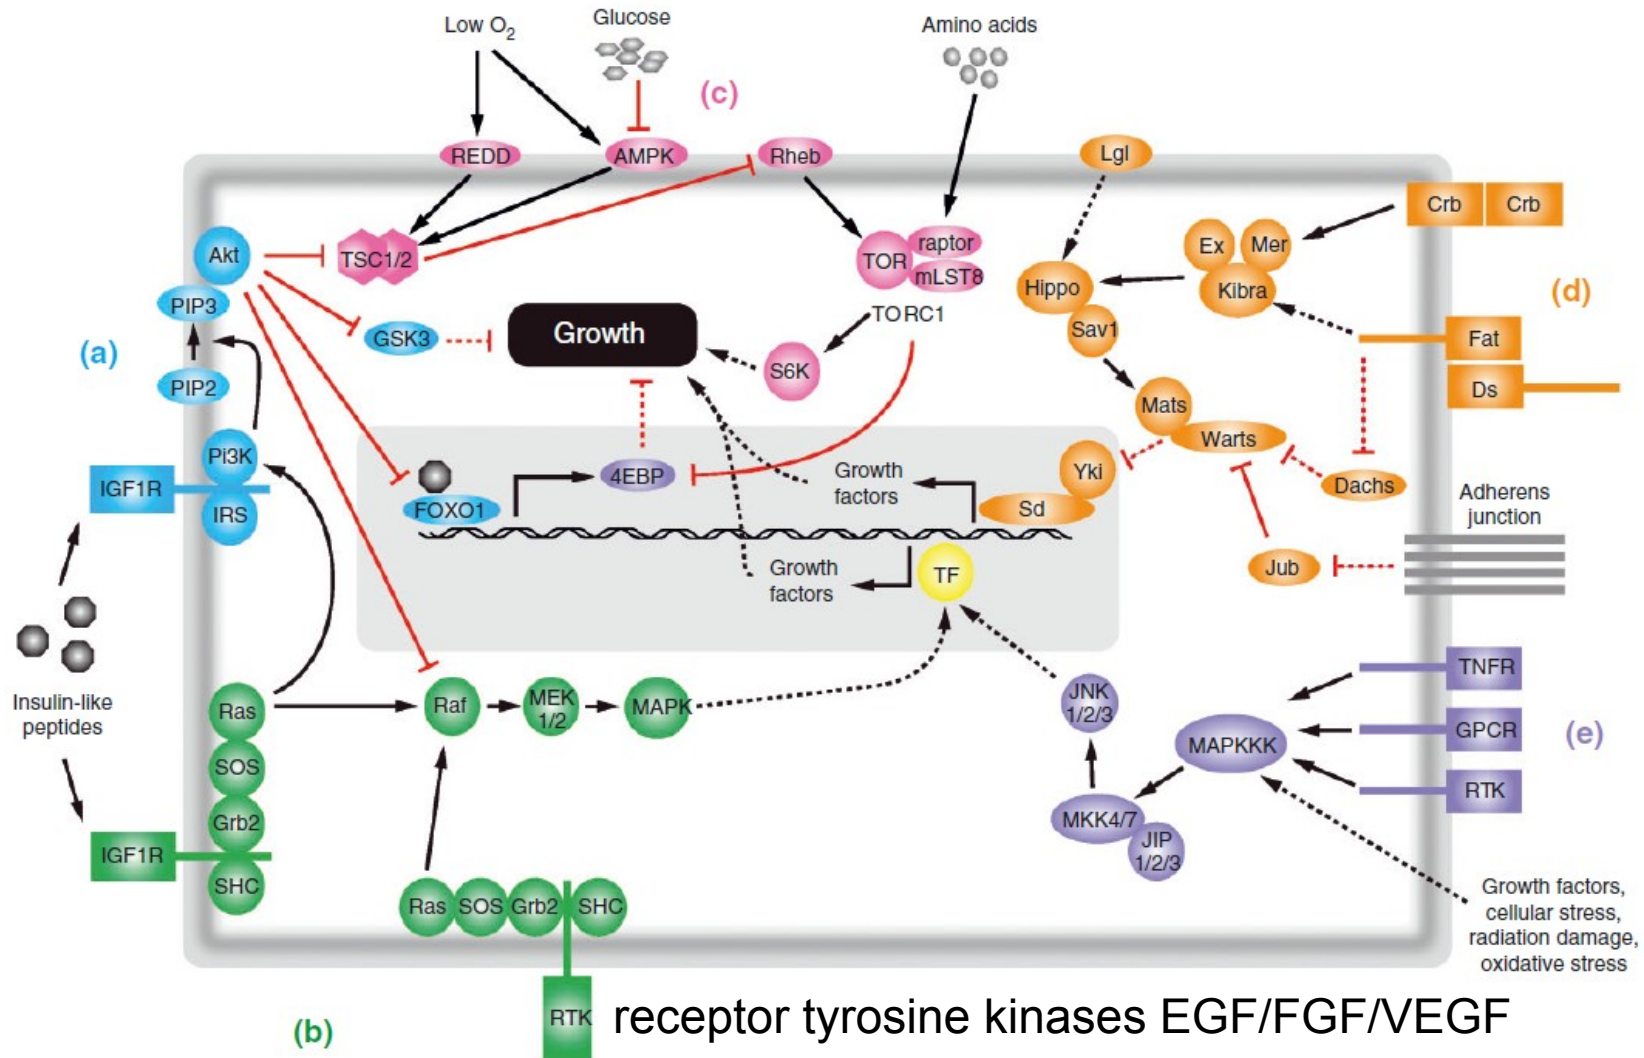 Low O2
Glucose
Amino acids
(c)
REDD
AMPK
Rheb
Lgl
Crb
Crb
Akt
TSC1/2
TOR
raptor
mLST8
TORC1
Ex
Mer
Kibra
Hippo
Sav1
(d)
PIP3
GSK3
Growth
S6K
Fat
Ds
(a)
PIP2
Mats
Warts
Pi3K
IGF1R
IRS
4EBP
FOXO1
Growth
factors
Yki
Sd
Dachs
Adherens
junction
Growth
factors
TF
Jub
Insulin-like
peptides
Ras
Raf
MEK
1/2
MAPK
JNK
1/2/3
TNFR
GPCR
RTK
(e)
MAPKKK
SOS
Grb2
IGF1R
SHC
MKK4/7
JIP
1/2/3
Ras
SOS
Grb2
SHC
Growth factors,
cellular stress,
radiation damage,
oxidative stress
(b)
RTK
receptor tyrosine kinases EGF/FGF/VEGF